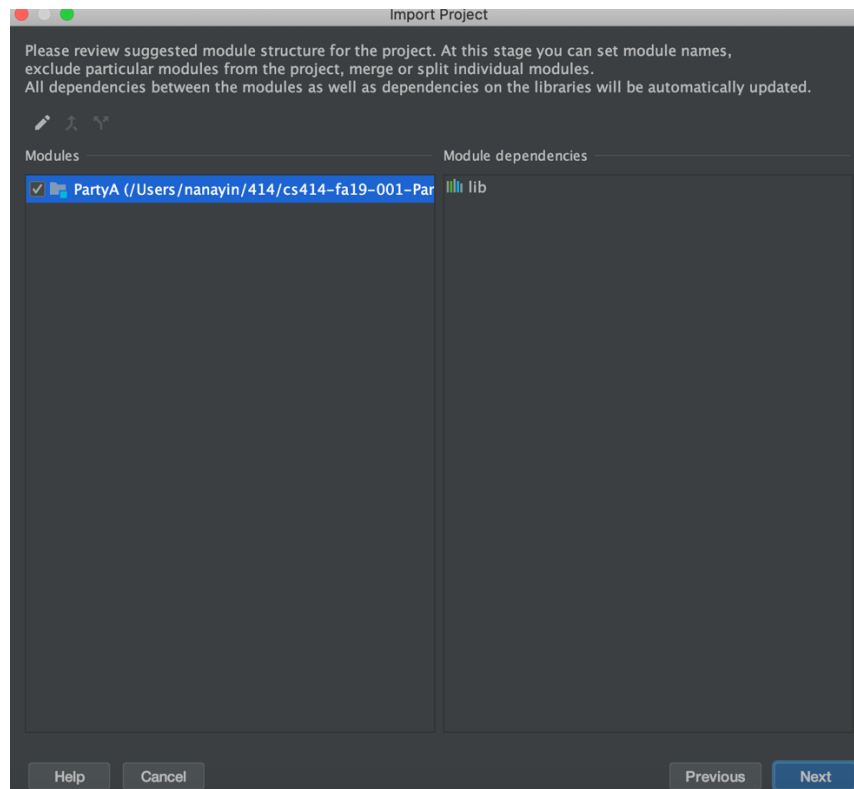 Import Project
Please review suggested module structure for the project. At this stage you can set module names,
exclude particular modules from the project, merge or split individual modules.
All dependencies between the modules as well as dependencies on the libraries will be automatically updated.
Modules
Module dependencies
PartyA (/Users/nanayin/414/cs414-fa19-001-Par
lib
Help
Cancel
Previous
Next